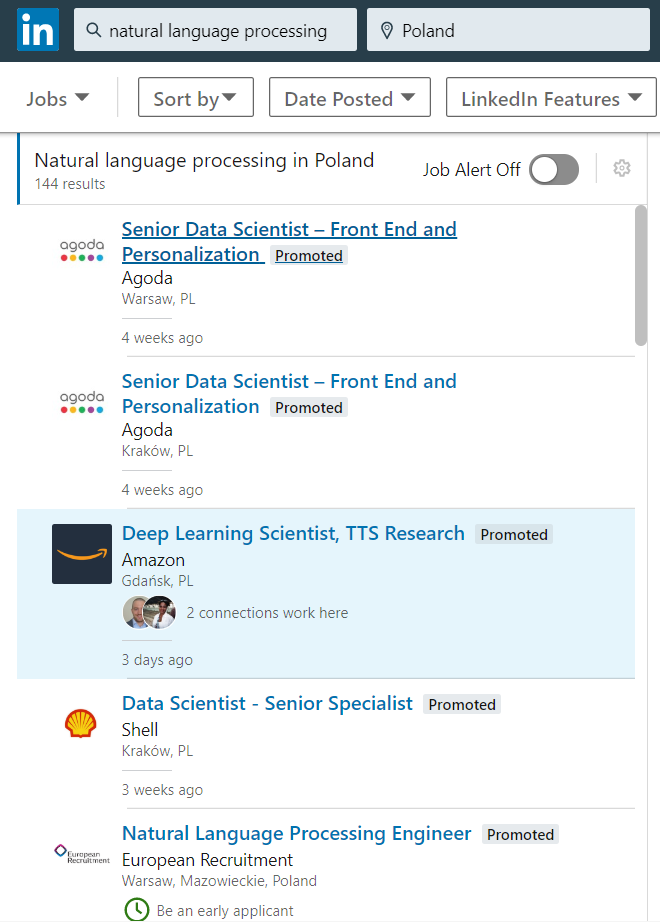 in
natural language processing
Poland
Jobs
Sort by
Date Posted
LinkedIn Features
Natural language processing in Poland
144 results
Job Alert Off
agoda
Senior Data Scientist – Front End and
Personalization Promoted
Agoda
Warsaw, PL
4 weeks ago
agoda
Senior Data Scientist – Front End and
Personalization Promoted
Agoda
Kraków, PL
4 weeks ago
Deep Learning Scientist, TTS Research Promoted
Amazon
Gdańsk, PL
2 connections work here
3 days ago
Data Scientist - Senior Specialist Promoted
Shell
Kraków, PL
3 weeks ago
European
Recruitment
Natural Language Processing Engineer Promoted
European Recruitment
Warsaw, Mazowieckie, Poland
Be an early applicant